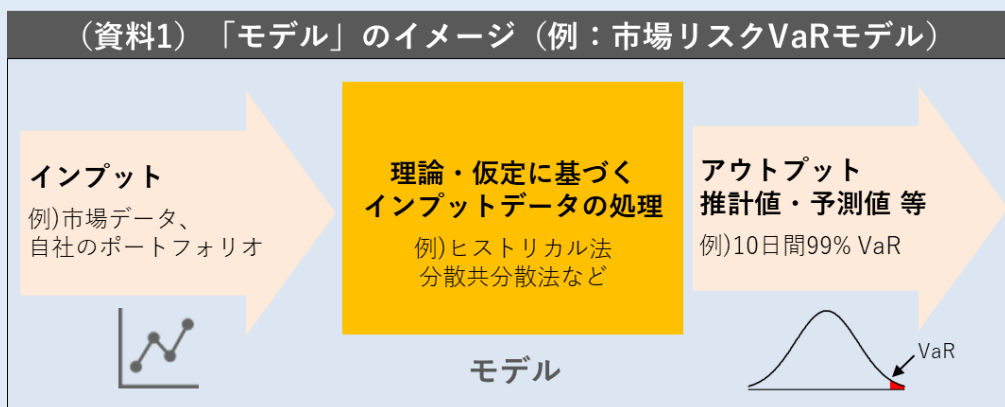 (資料1)「モデル」のイメージ(例：市場リスクVaRモデル)
インプット
例)市場データ、
自社のポートフォリオ
理論・仮定に基づく
インプットデータの処理
例)ヒストリカル法
分散共分散法など
モデル
アウトプット
推計値・予測値 等
例)10日間99% VaR
VaR